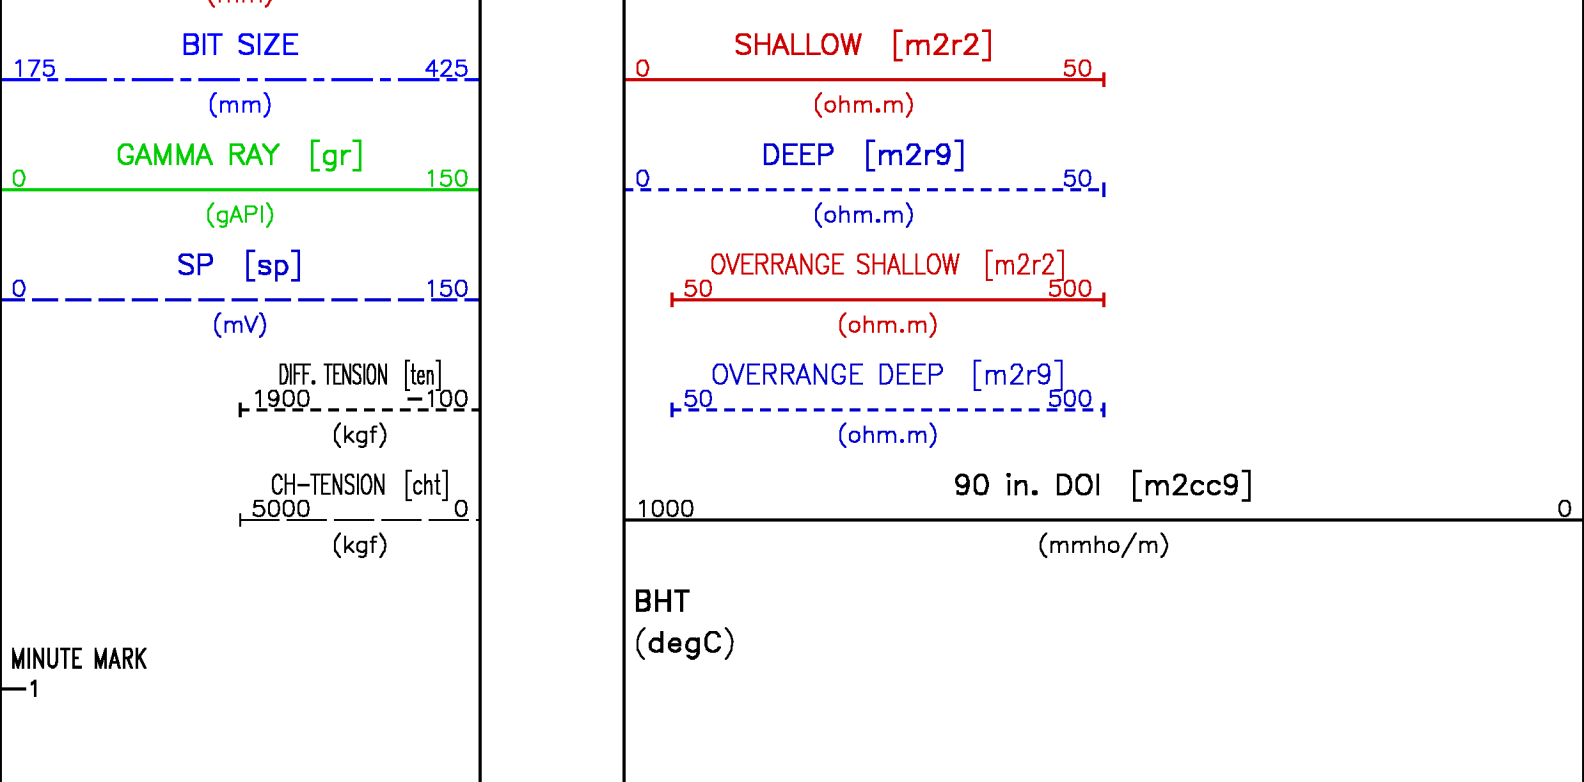 (mm)
BIT SIZE
175 425
(mm)
GAMMA RAY [gr]
0 150
(gAPI)
SP [sp]
0 150
(mV)
DIFF. TENSION [ten]
1900 -100
(kgf)
CH-TENSION [cht]
5000 0
(kgf)
MINUTE MARK
1
SHALLOW [m2r2]
0 50
(ohm.m)
DEEP [m2r9]
0 50
(ohm.m)
OVERRANGE SHALLOW [m2r2]
50 500
(ohm.m)
OVERRANGE DEEP [m2r9]
50 500
(ohm.m)
90 in. DOI [m2cc9]
1000 0
(mmho/m)
BHT
(degC)